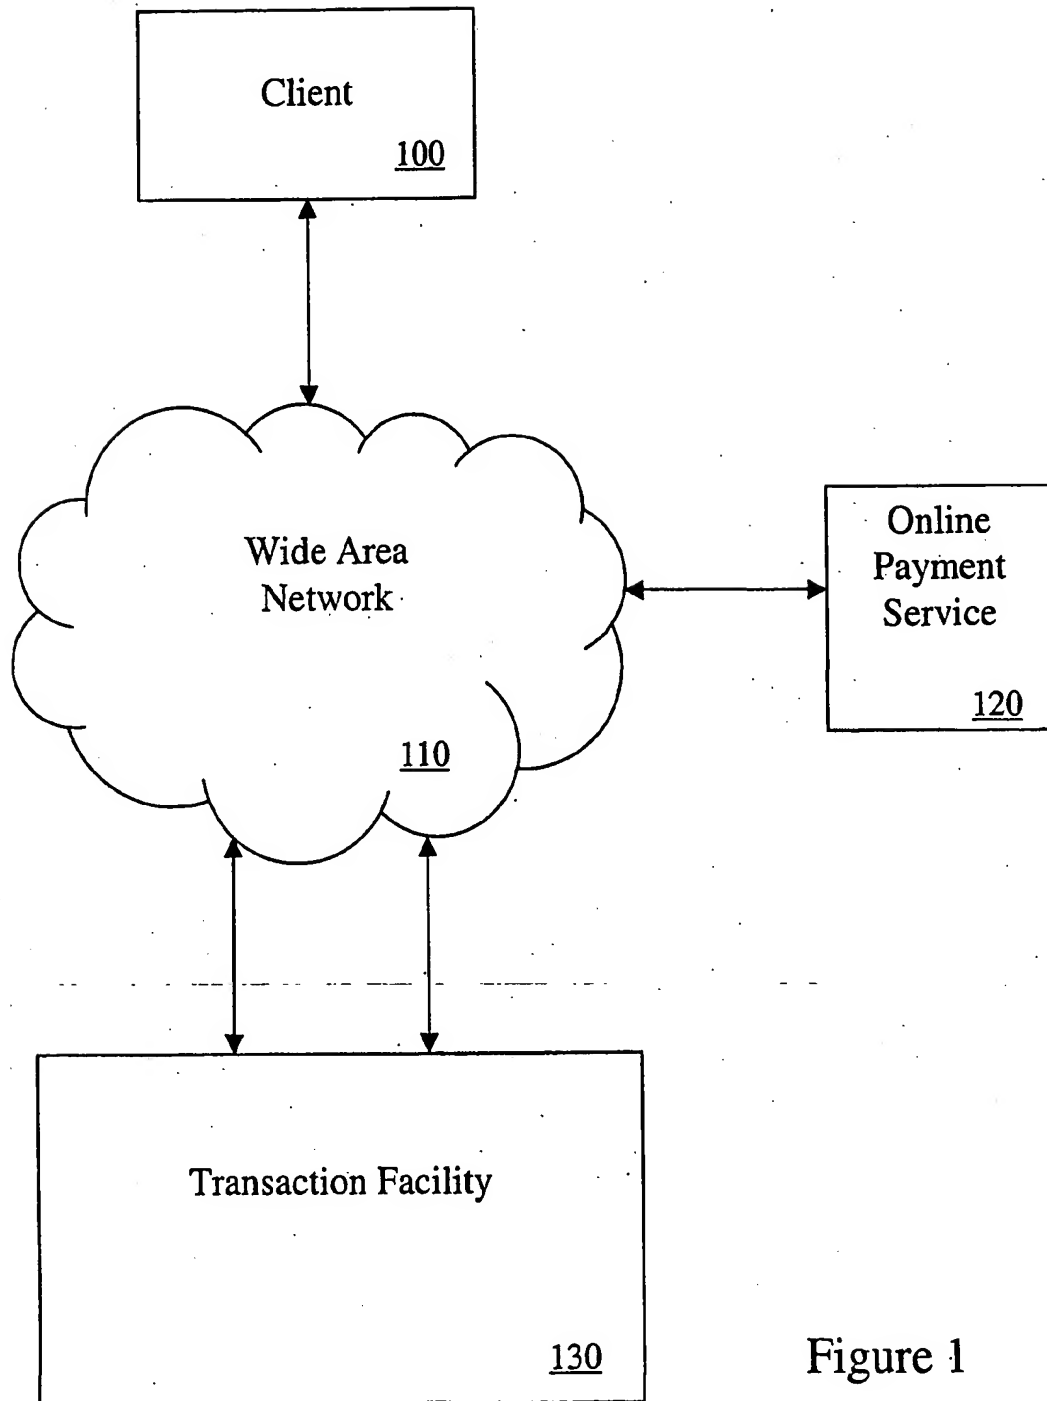 Client
100
Wide Area
Network
110
Online
Payment
Service
120
Transaction Facility
130
Figure 1